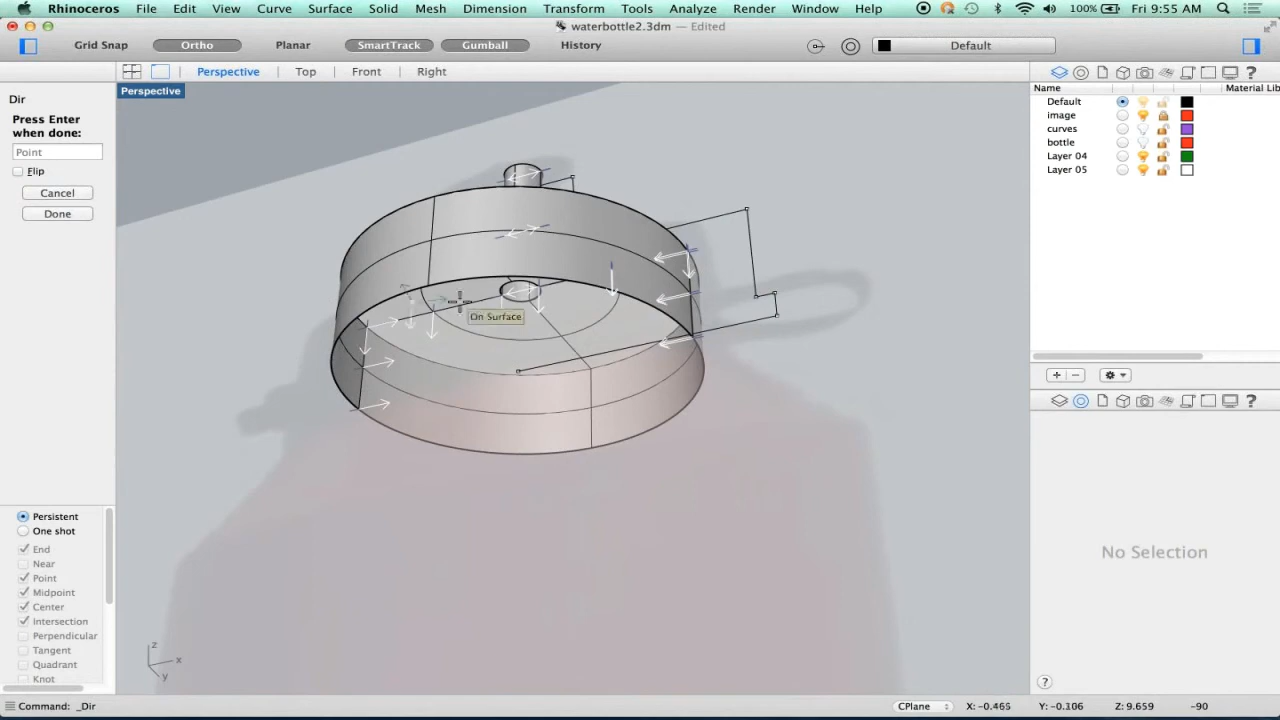 Rhinoceros File Edit View Curve Surface Solid Mesh Dimension Transform Tools Analyze Render Window Help 100% Fri 9:55 AM
waterbottle2.3dm — Edited
Grid Snap Ortho Planar SmartTrack Gumball History Default
Perspective Top Front Right
Perspective
Dir
Press Enter
when done:
Point
Flip
Cancel
Done
On Surface
Persistent
One shot
End
Near
Point
Midpoint
Center
Intersection
Perpendicular
Tangent
Quadrant
Knot
z
x
y
Name Material Lib
Default
image
curves
bottle
Layer 04
Layer 05
No Selection
Command: _Dir
CPlane X: -0.465 Y: -0.106 Z: 9.659 -90